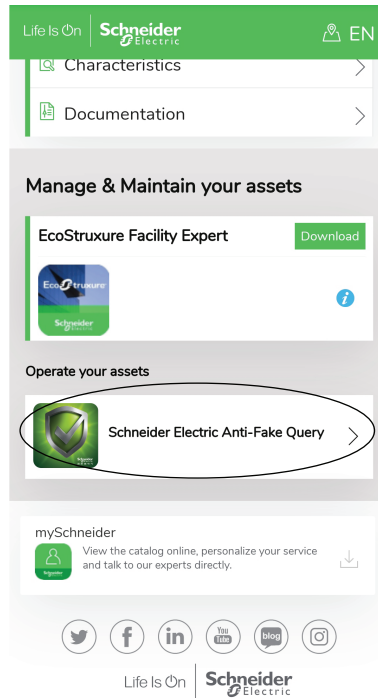 Life Is On Schneider Electric EN
Characteristics
Documentation
Manage & Maintain your assets
EcoStruxure Facility Expert Download
EcoStruxure
Schneider Electric
Operate your assets
Schneider Electric Anti-Fake Query
mySchneider
View the catalog online, personalize your service
and talk to our experts directly.
You Tube blog
Life Is On Schneider Electric